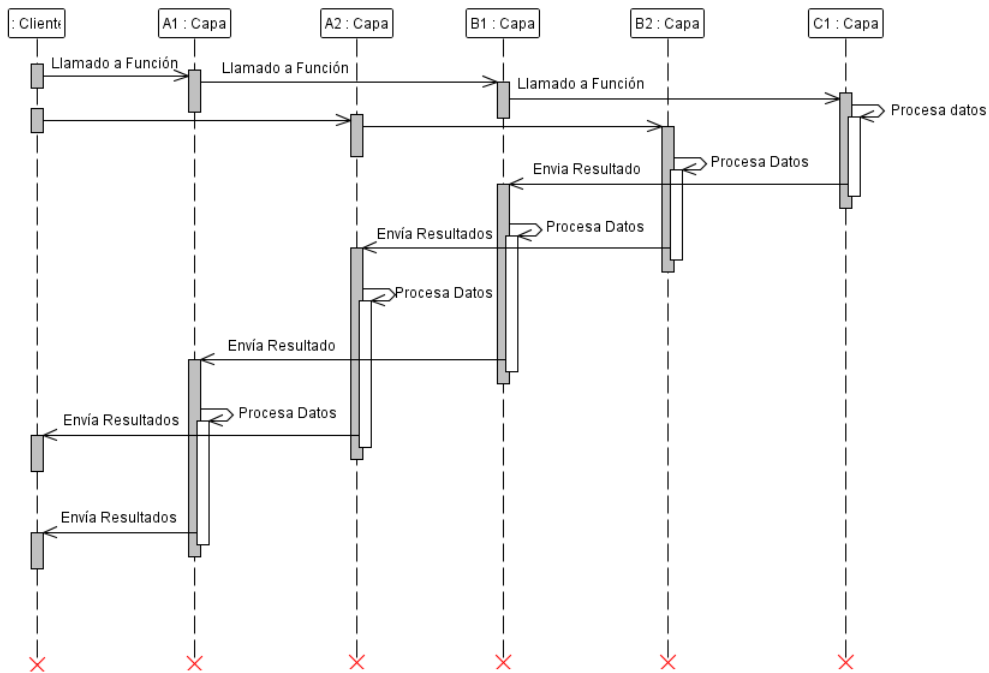 : Cliente
A1 : Capa
A2 : Capa
B1 : Capa
B2 : Capa
C1 : Capa
Llamado a Función
Llamado a Función
Llamado a Función
Procesa datos
Procesa Datos
Envia Resultado
Procesa Datos
Envía Resultados
Procesa Datos
Envía Resultado
Procesa Datos
Envía Resultados
Envía Resultados